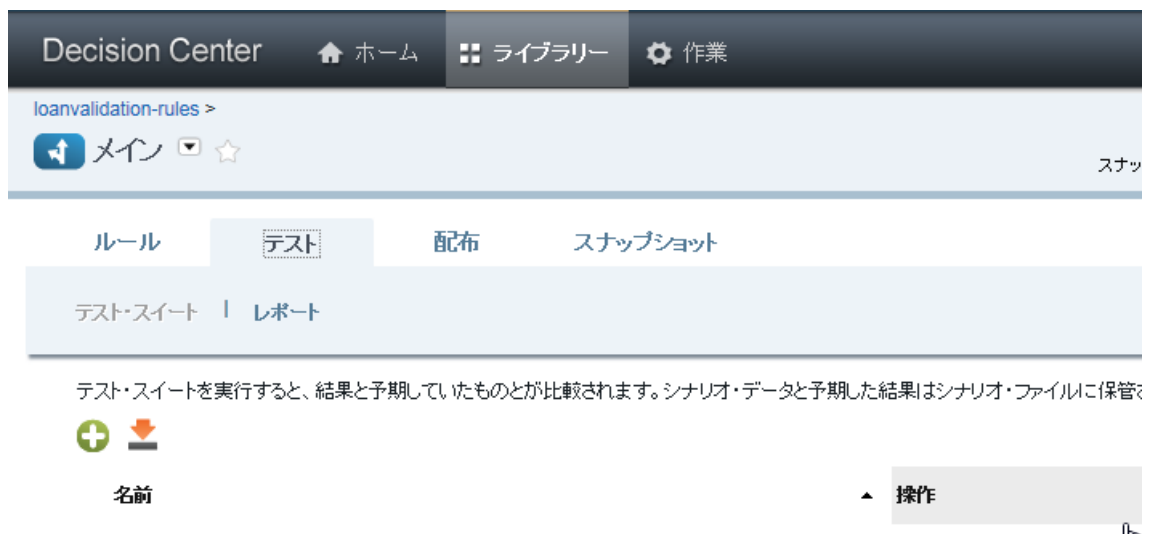 Decision Center ホーム ライブラリー 作業
loanvalidation-rules >
メイン
スナッ
ルール テスト 配布 スナップショット
テスト・スイート | レポート
テスト・スイートを実行すると、結果と予期していたものとが比較されます。シナリオ・データと予期した結果はシナリオ・ファイルに保管
名前 操作